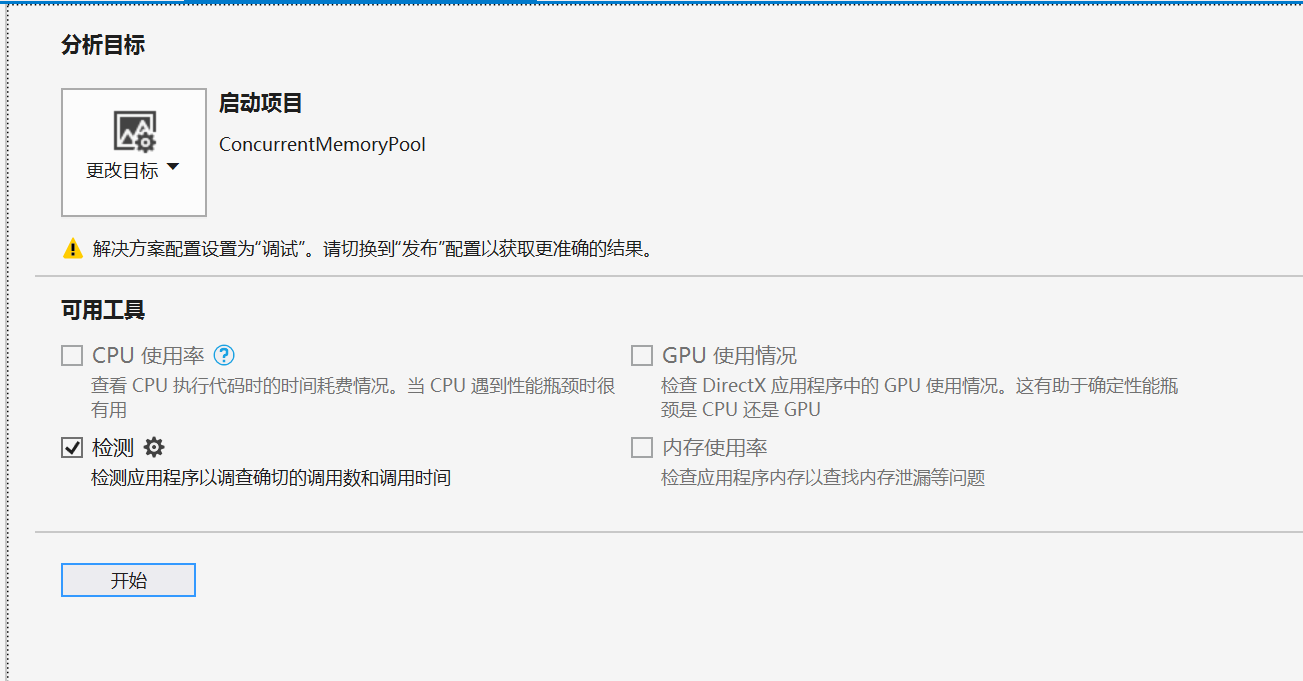 分析目标
启动项目
ConcurrentMemoryPool
更改目标
解决方案配置设置为“调试”。请切换到“发布”配置以获取更准确的结果。
可用工具
CPU 使用率 ?
查看 CPU 执行代码时的时间耗费情况。当 CPU 遇到性能瓶颈时很
有用
GPU 使用情况
检查 DirectX 应用程序中的 GPU 使用情况。这有助于确定性能瓶
颈是 CPU 还是 GPU
检测
检测应用程序以调查确切的调用数和调用时间
内存使用率
检查应用程序内存以查找内存泄漏等问题
开始